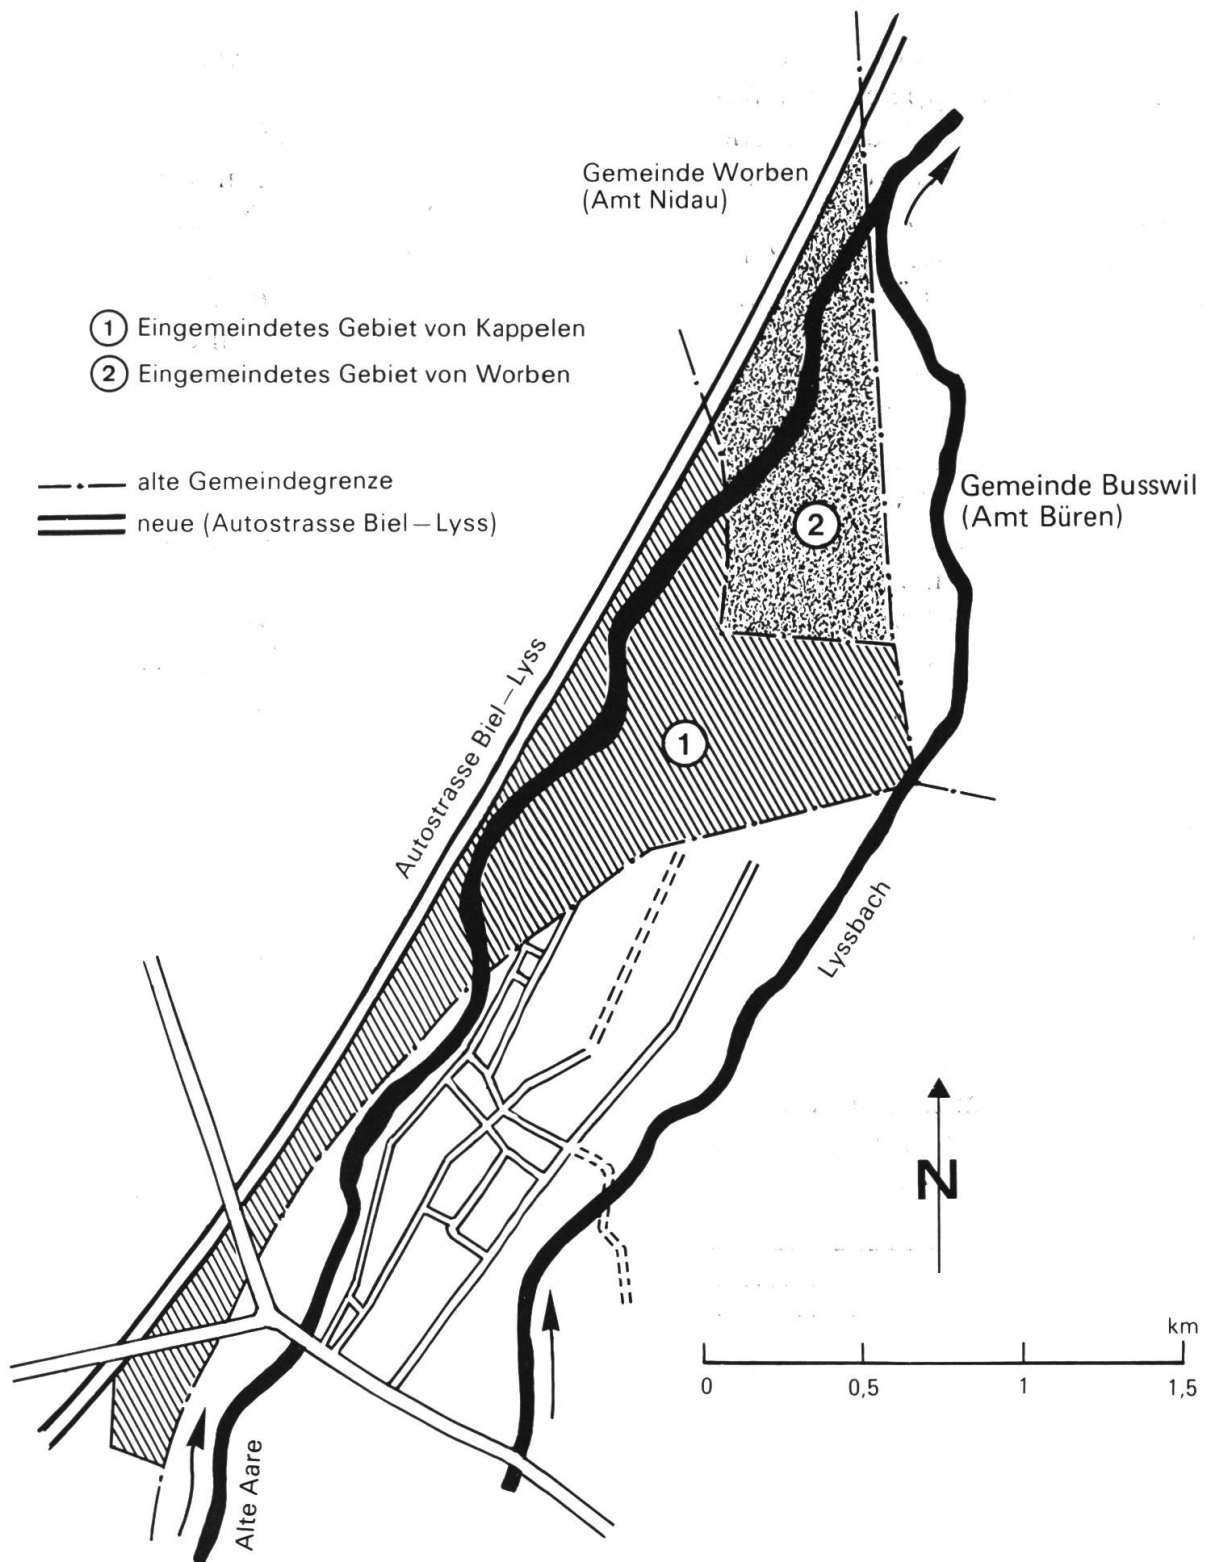 Gemeinde Worben
(Amt Nidau)
1 Eingemeindetes Gebiet von Kappelen
2 Eingemeindetes Gebiet von Worben
alte Gemeindegrenze
neue (Autostrasse Biel–Lyss)
Gemeinde Busswil
(Amt Büren)
2
Autostrasse Biel–Lyss
1
Lyssbach
N
km
0 0,5 1 1,5
Alte Aare